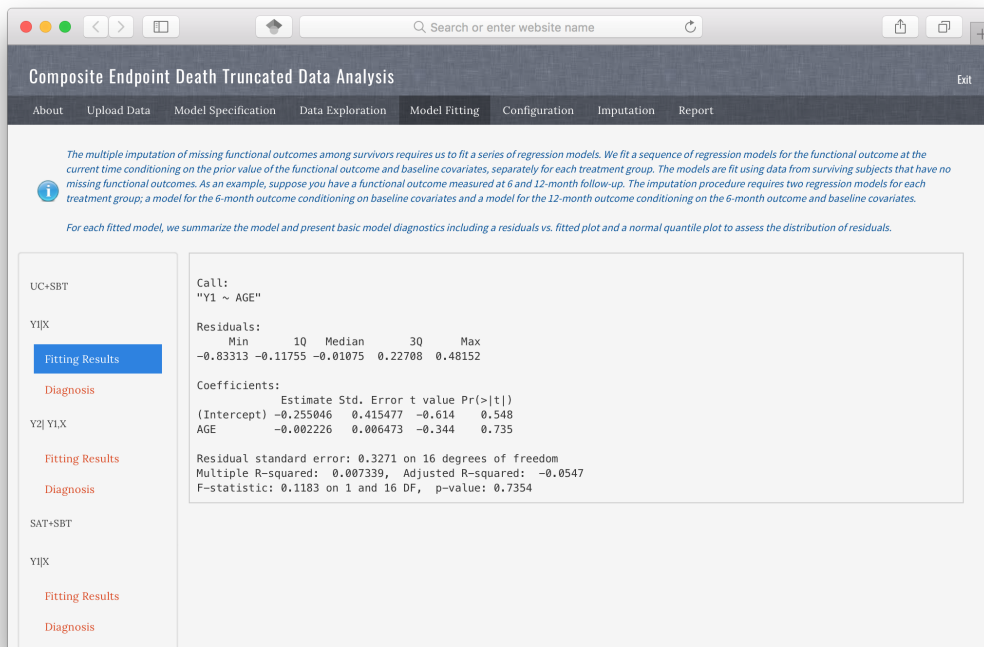 Search or enter website name
Composite Endpoint Death Truncated Data Analysis
Exit
About Upload Data Model Specification Data Exploration Model Fitting Configuration Imputation Report
The multiple imputation of missing functional outcomes among survivors requires us to fit a series of regression models. We fit a sequence of regression models for the functional outcome at the
current time conditioning on the prior value of the functional outcome and baseline covariates, separately for each treatment group. The models are fit using data from surviving subjects that have no
missing functional outcomes. As an example, suppose you have a functional outcome measured at 6 and 12-month follow-up. The imputation procedure requires two regression models for each
treatment group; a model for the 6-month outcome conditioning on baseline covariates and a model for the 12-month outcome conditioning on the 6-month outcome and baseline covariates.
For each fitted model, we summarize the model and present basic model diagnostics including a residuals vs. fitted plot and a normal quantile plot to assess the distribution of residuals.
UC+SBT
Y1|X
Fitting Results
Diagnosis
Y2| Y1,X
Fitting Results
Diagnosis
SAT+SBT
Y1|X
Fitting Results
Diagnosis
Call:
"Y1 ~ AGE"
Residuals:
Min 1Q Median 3Q Max
-0.83313 -0.11755 -0.01075 0.22708 0.48152
Coefficients:
Estimate Std. Error t value Pr(>|t|)
(Intercept) -0.255046 0.415477 -0.614 0.548
AGE -0.002226 0.006473 -0.344 0.735
Residual standard error: 0.3271 on 16 degrees of freedom
Multiple R-squared: 0.007339, Adjusted R-squared: -0.0547
F-statistic: 0.1183 on 1 and 16 DF, p-value: 0.7354